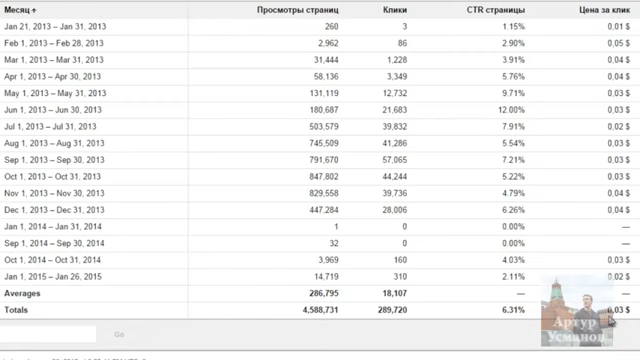 Месяц Просмотры страниц Клики CTR страницы Цена за клик
Jan 21, 2013 – Jan 31, 2013 260 3 1.15% 0,01 $
Feb 1, 2013 – Feb 28, 2013 2,962 86 2.90% 0,05 $
Mar 1, 2013 – Mar 31, 2013 31,444 1,228 3.91% 0,04 $
Apr 1, 2013 – Apr 30, 2013 58,136 3,349 5.76% 0,04 $
May 1, 2013 – May 31, 2013 131,119 12,732 9.71% 0,03 $
Jun 1, 2013 – Jun 30, 2013 180,687 21,683 12.00% 0,03 $
Jul 1, 2013 – Jul 31, 2013 503,579 39,832 7.91% 0,02 $
Aug 1, 2013 – Aug 31, 2013 745,509 41,286 5.54% 0,03 $
Sep 1, 2013 – Sep 30, 2013 791,670 57,065 7.21% 0,03 $
Oct 1, 2013 – Oct 31, 2013 847,802 44,244 5.22% 0,03 $
Nov 1, 2013 – Nov 30, 2013 829,558 39,736 4.79% 0,04 $
Dec 1, 2013 – Dec 31, 2013 447,284 28,006 6.26% 0,04 $
Jan 1, 2014 – Jan 31, 2014 1 0 0.00% —
Sep 1, 2014 – Sep 30, 2014 32 0 0.00% —
Oct 1, 2014 – Oct 31, 2014 3,969 160 4.03% 0,03 $
Jan 1, 2015 – Jan 26, 2015 14,719 310 2.11% 0,02 $
Averages 286,795 18,107 — —
Totals 4,588,731 289,720 6.31% 0,03 $
Go
Артур
Усманов